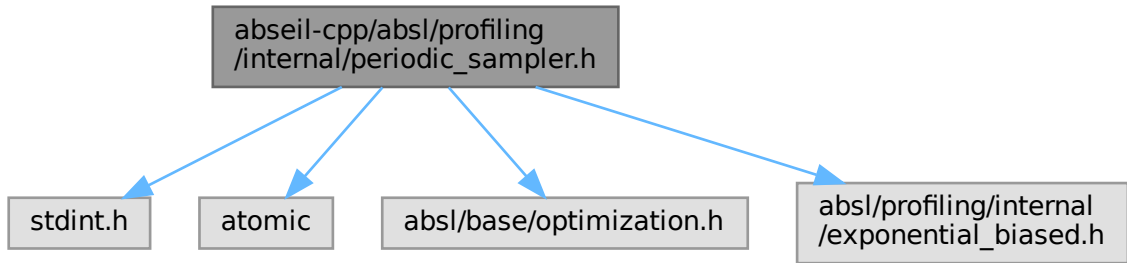 abseil-cpp/absl/profiling
/internal/periodic_sampler.h
stdint.h
atomic
absl/base/optimization.h
absl/profiling/internal
/exponential_biased.h